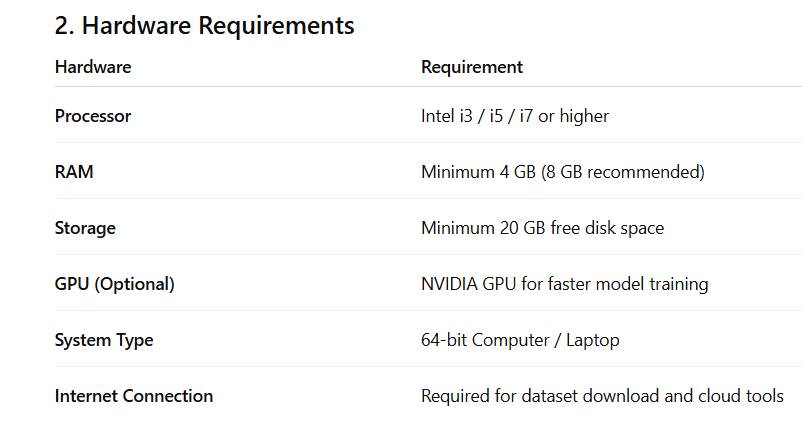 2. Hardware Requirements
Hardware Requirement
Processor Intel i3 / i5 / i7 or higher
RAM Minimum 4 GB (8 GB recommended)
Storage Minimum 20 GB free disk space
GPU (Optional) NVIDIA GPU for faster model training
System Type 64-bit Computer / Laptop
Internet Connection Required for dataset download and cloud tools